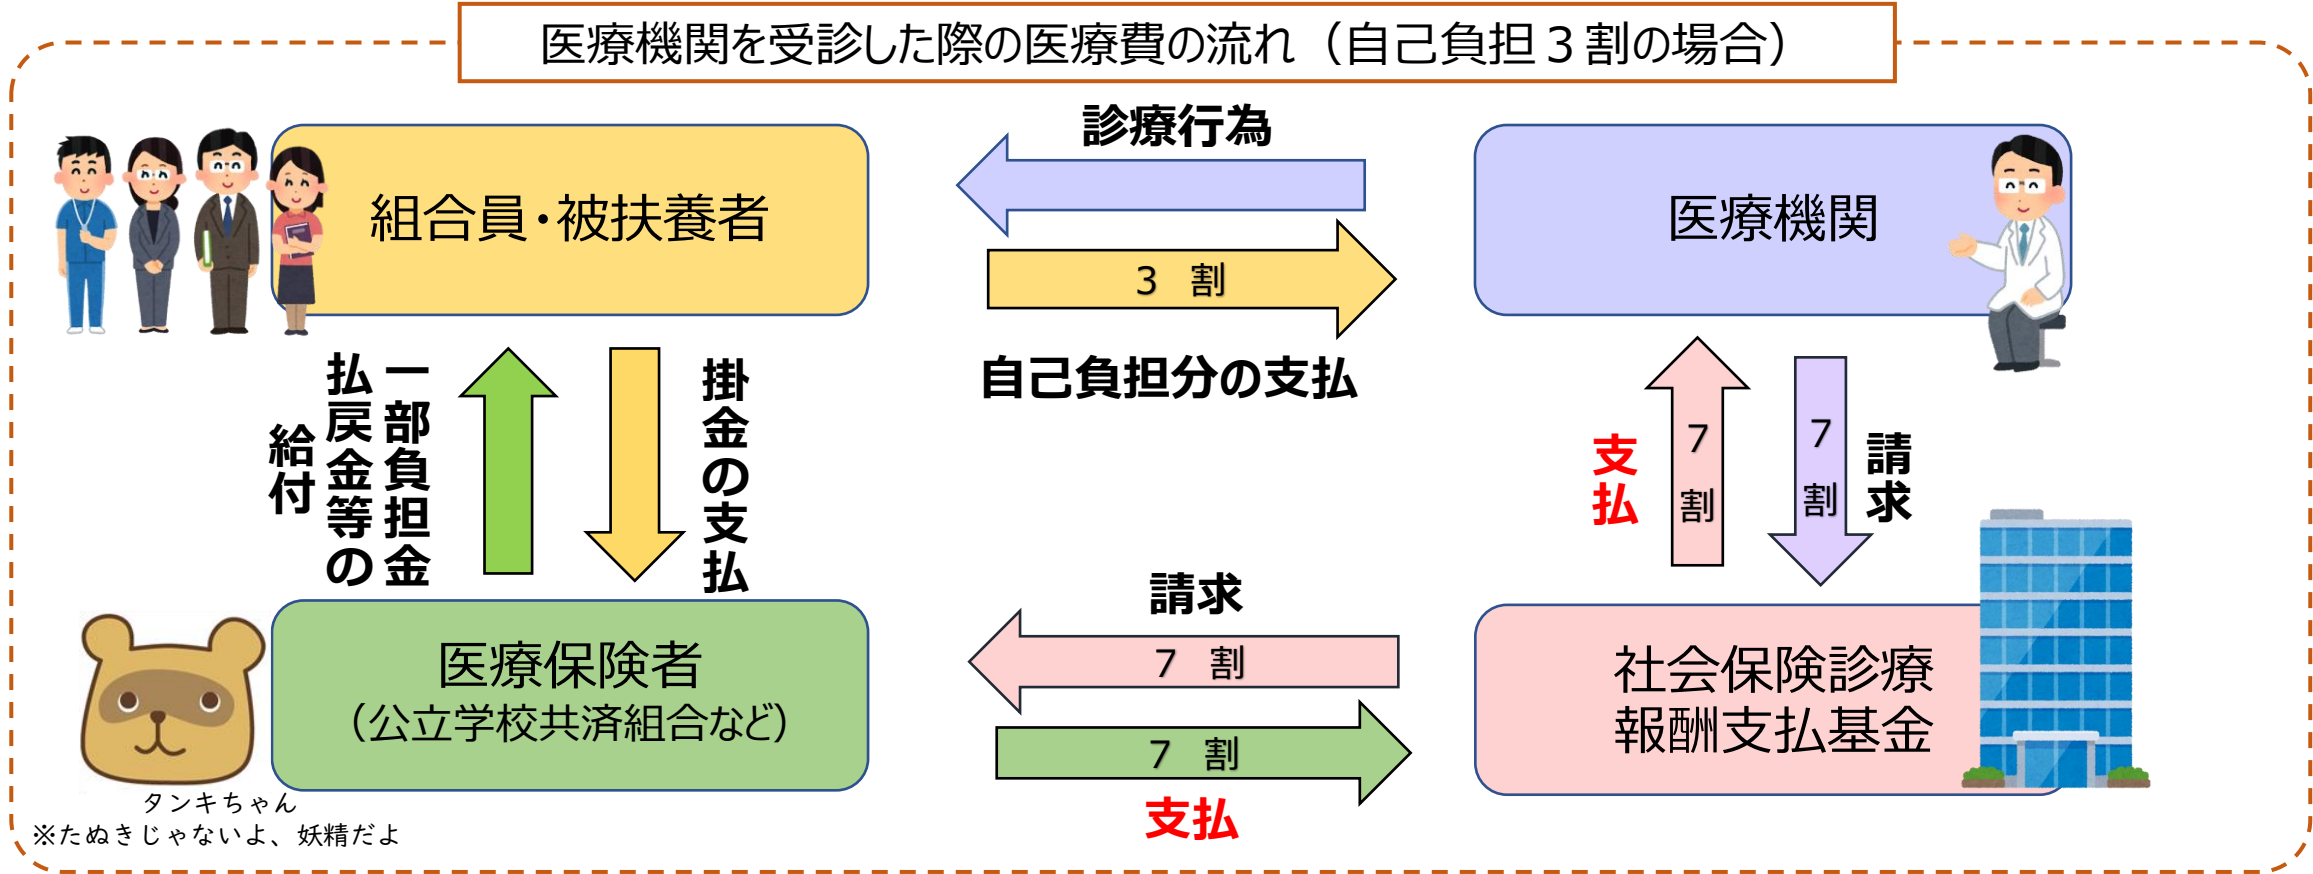 医療機関を受診した際の医療費の流れ（自己負担３割の場合）
診療行為
組合員・被扶養者
医療機関
３　割
自己負担分の支払
一部負担金
払戻金等の
給付
掛金の支払
支払
７割
７割
請求
請求
７　割
医療保険者
（公立学校共済組合など）
社会保険診療
報酬支払基金
７　割
支払
タンキちゃん
※たぬきじゃないよ、妖精だよ